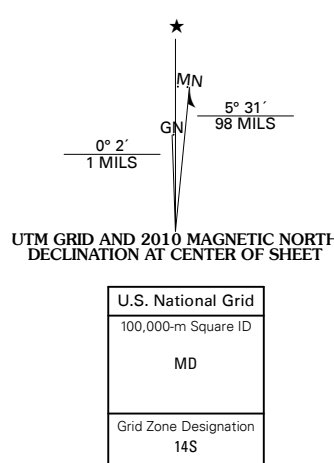 ★
MN
5° 31´
98 MILS
GN
0° 2´
1 MILS
UTM GRID AND 2010 MAGNETIC NORTH
DECLINATION AT CENTER OF SHEET
U.S. National Grid
100,000-m Square ID
MD
Grid Zone Designation
14S